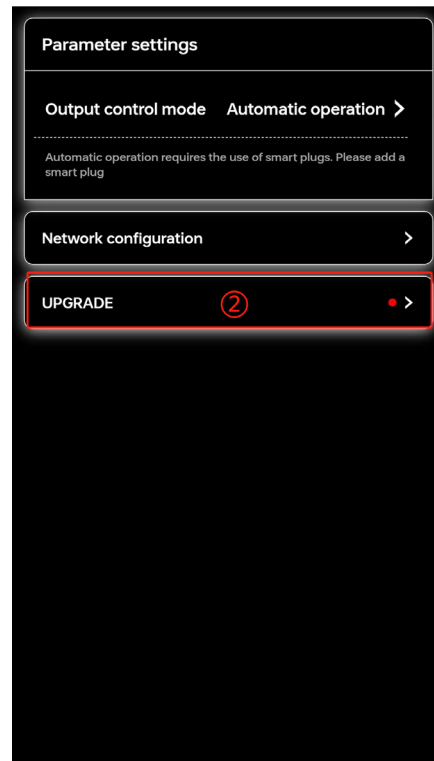 Parameter settings
Output control mode Automatic operation
Automatic operation requires the use of smart plugs. Please add a
smart plug
Network configuration
UPGRADE ②